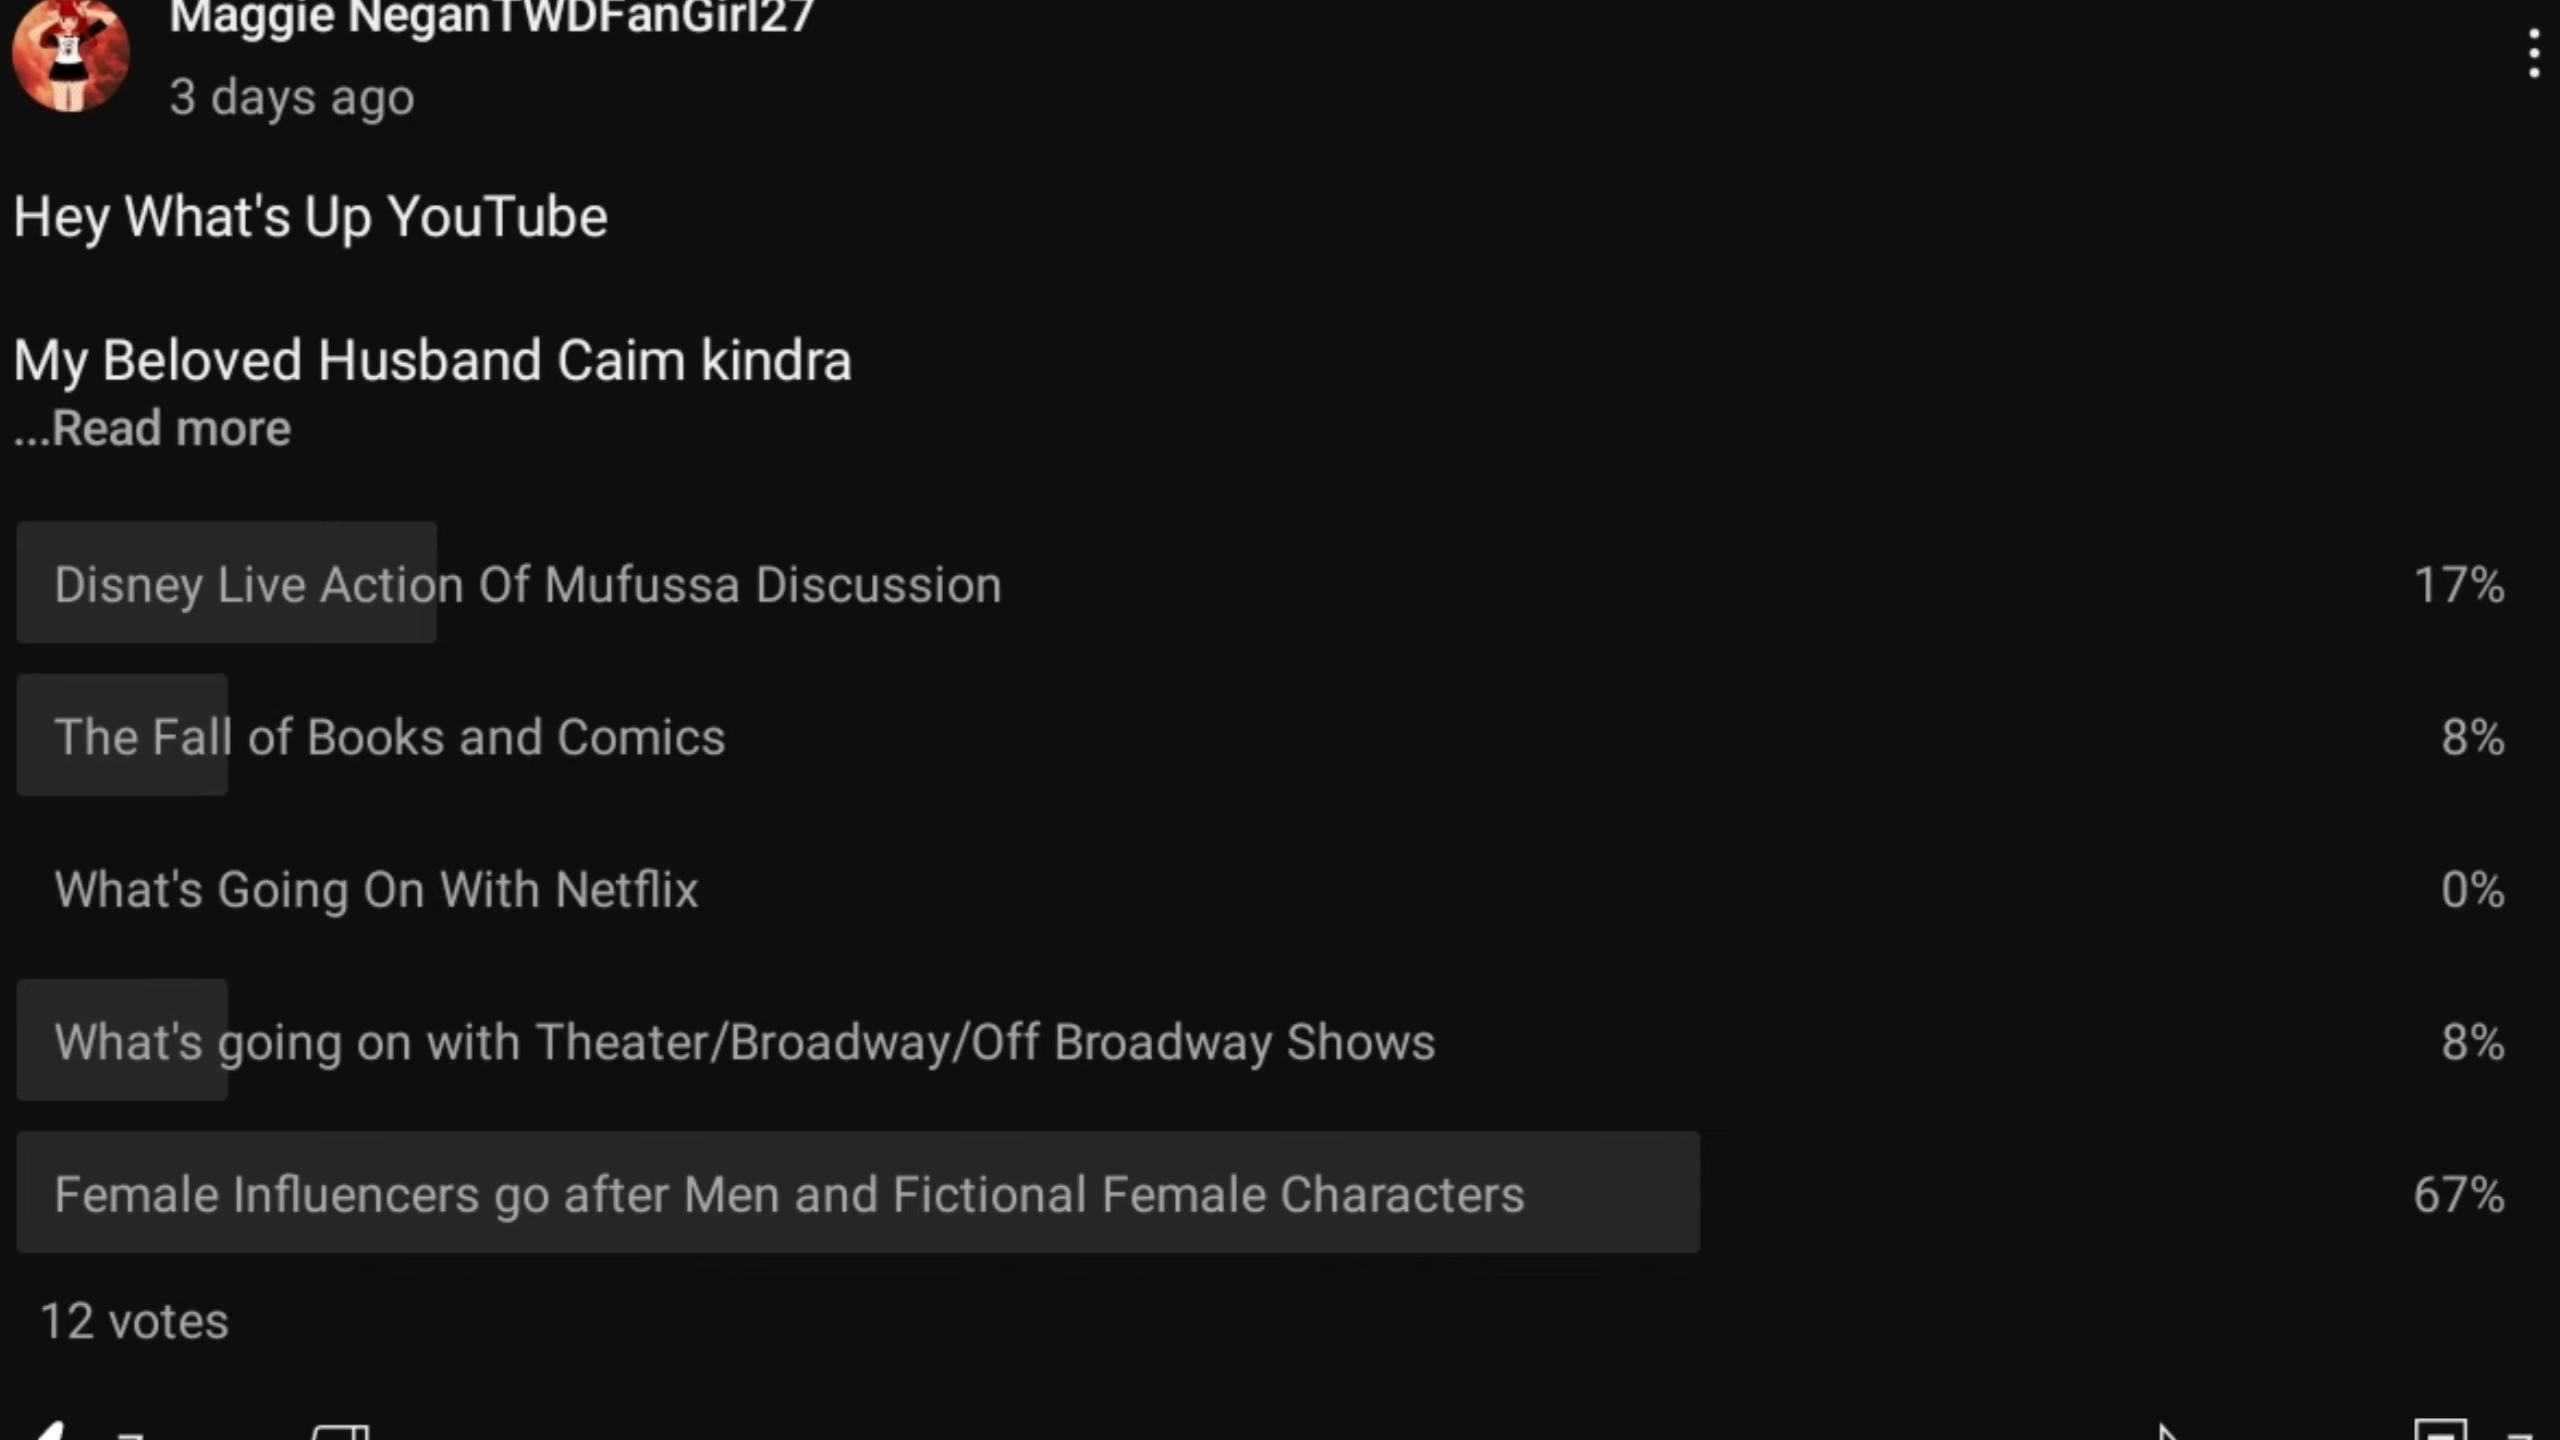 Maggie NeganTWDFanGirl27
3 days ago
Hey What's Up YouTube
My Beloved Husband Caim kindra
...Read more
Disney Live Action Of Mufussa Discussion
17%
The Fall of Books and Comics
8%
What's Going On With Netflix
0%
What's going on with Theater/Broadway/Off Broadway Shows
8%
Female Influencers go after Men and Fictional Female Characters
67%
12 votes